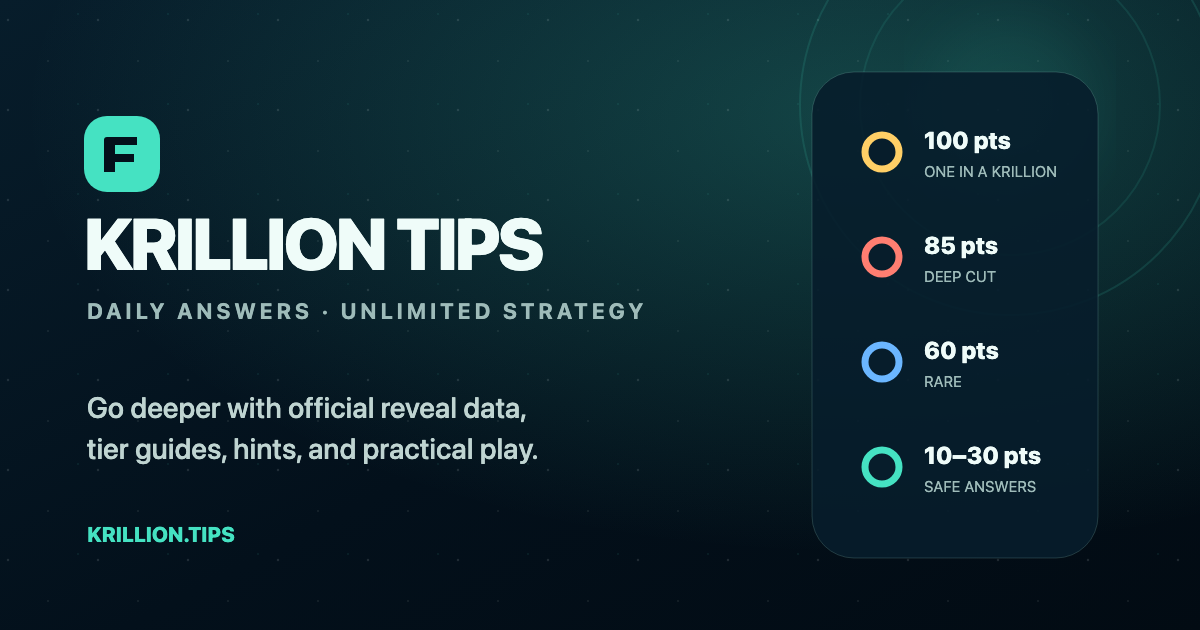 F
KRILLION TIPS
DAILY ANSWERS · UNLIMITED STRATEGY
Go deeper with official reveal data,
tier guides, hints, and practical play.
KRILLION.TIPS
100 pts
ONE IN A KRILLION
85 pts
DEEP CUT
60 pts
RARE
10–30 pts
SAFE ANSWERS